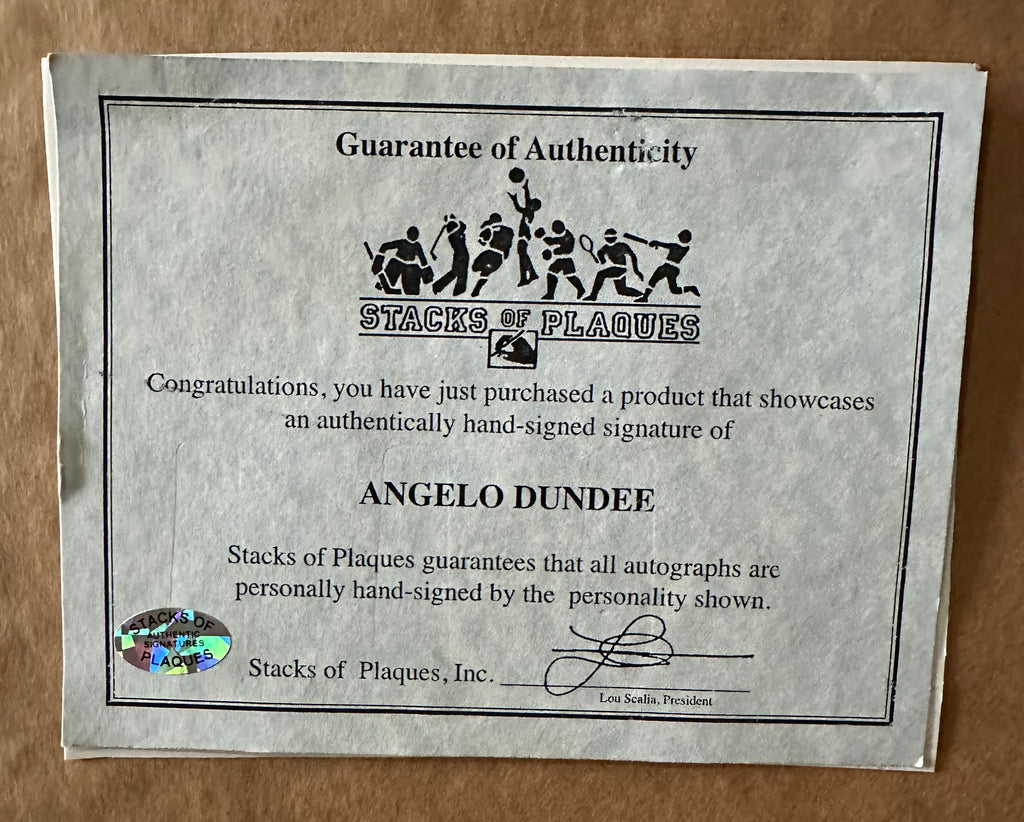 Guarantee of Authenticity
STACKS OF PLAQUES
Congratulations, you have just purchased a product that showcases
an authentically hand-signed signature of
ANGELO DUNDEE
Stacks of Plaques guarantees that all autographs are
personally hand-signed by the personality shown.
STACKS OF
AUTHENTIC
SIGNATURES
PLAQUES
Stacks of Plaques, Inc.
Lou Scalia, President